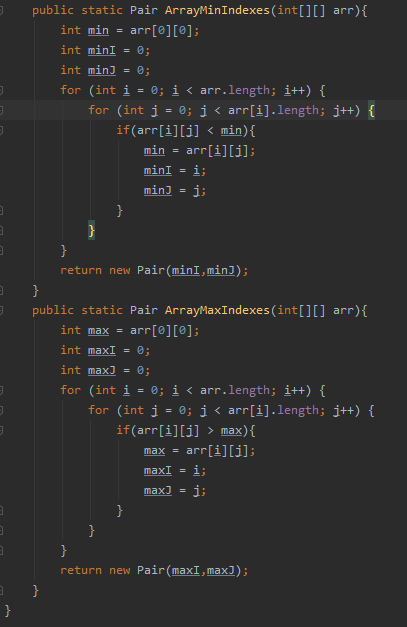 public static Pair ArrayMinIndexes(int[][] arr){
int min = arr[0][0];
int minI = 0;
int minJ = 0;
for (int i = 0; i < arr.length; i++) {
for (int j = 0; j < arr[i].length; j++) {
if(arr[i][j] < min){
min = arr[i][j];
minI = i;
minJ = j;
}
}
}
return new Pair(minI,minJ);
}
public static Pair ArrayMaxIndexes(int[][] arr){
int max = arr[0][0];
int maxI = 0;
int maxJ = 0;
for (int i = 0; i < arr.length; i++) {
for (int j = 0; j < arr[i].length; j++) {
if(arr[i][j] > max){
max = arr[i][j];
maxI = i;
maxJ = j;
}
}
}
return new Pair(maxI,maxJ);
}
}